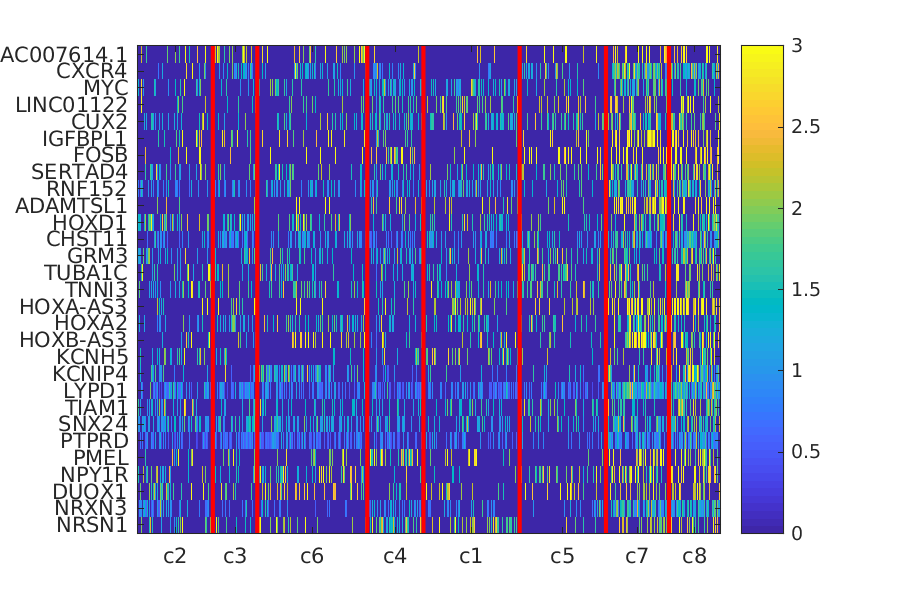 AC007614.1
CXCR4
MYC
LINC01122
CUX2
IGFBPL1
FOSB
SERTAD4
RNF152
ADAMTSL1
HOXD1
CHST11
GRM3
TUBA1C
TNNI3
HOXA-AS3
HOXA2
HOXB-AS3
KCNH5
KCNIP4
LYPD1
TIAM1
SNX24
PTPRD
PMEL
NPY1R
DUOX1
NRXN3
NRSN1
c2 c3 c6 c4 c1 c5 c7 c8
3
2.5
2
1.5
1
0.5
0